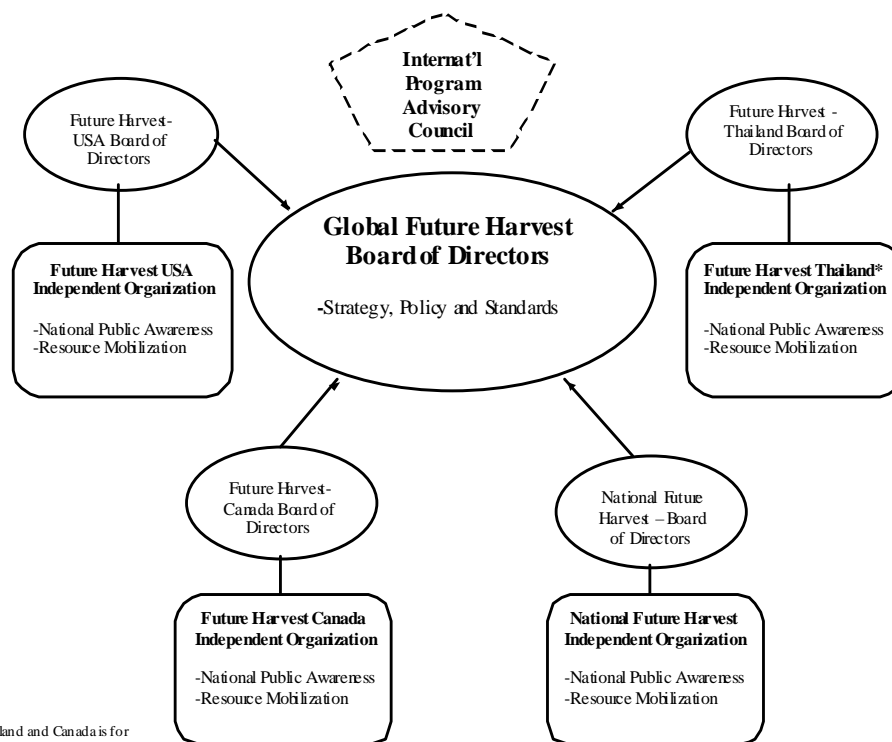 Internat'l
Program
Advisory
Council
Future Harvest-
USA Board of
Directors
Future Harvest -
Thailand Board of
Directors
Global Future Harvest
Board of Directors
-Strategy, Policy and Standards
Future Harvest USA
Independent Organization
-National Public Awareness
-Resource Mobilization
Future Harvest Thailand*
Independent Organization
-National Public Awareness
-Resource Mobilization
Future Harvest-
Canada Board of
Directors
National Future
Harvest – Board
of Directors
Future Harvest Canada
Independent Organization
-National Public Awareness
-Resource Mobilization
National Future Harvest
Independent Organization
-National Public Awareness
-Resource Mobilization
and Canada is for